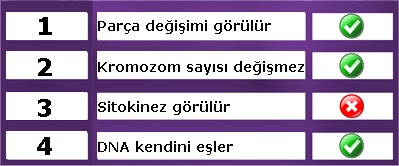 1 Parça değişimi görülür
2 Kromozom sayısı değişmez
3 Sitokinez görülür
4 DNA kendini eşler